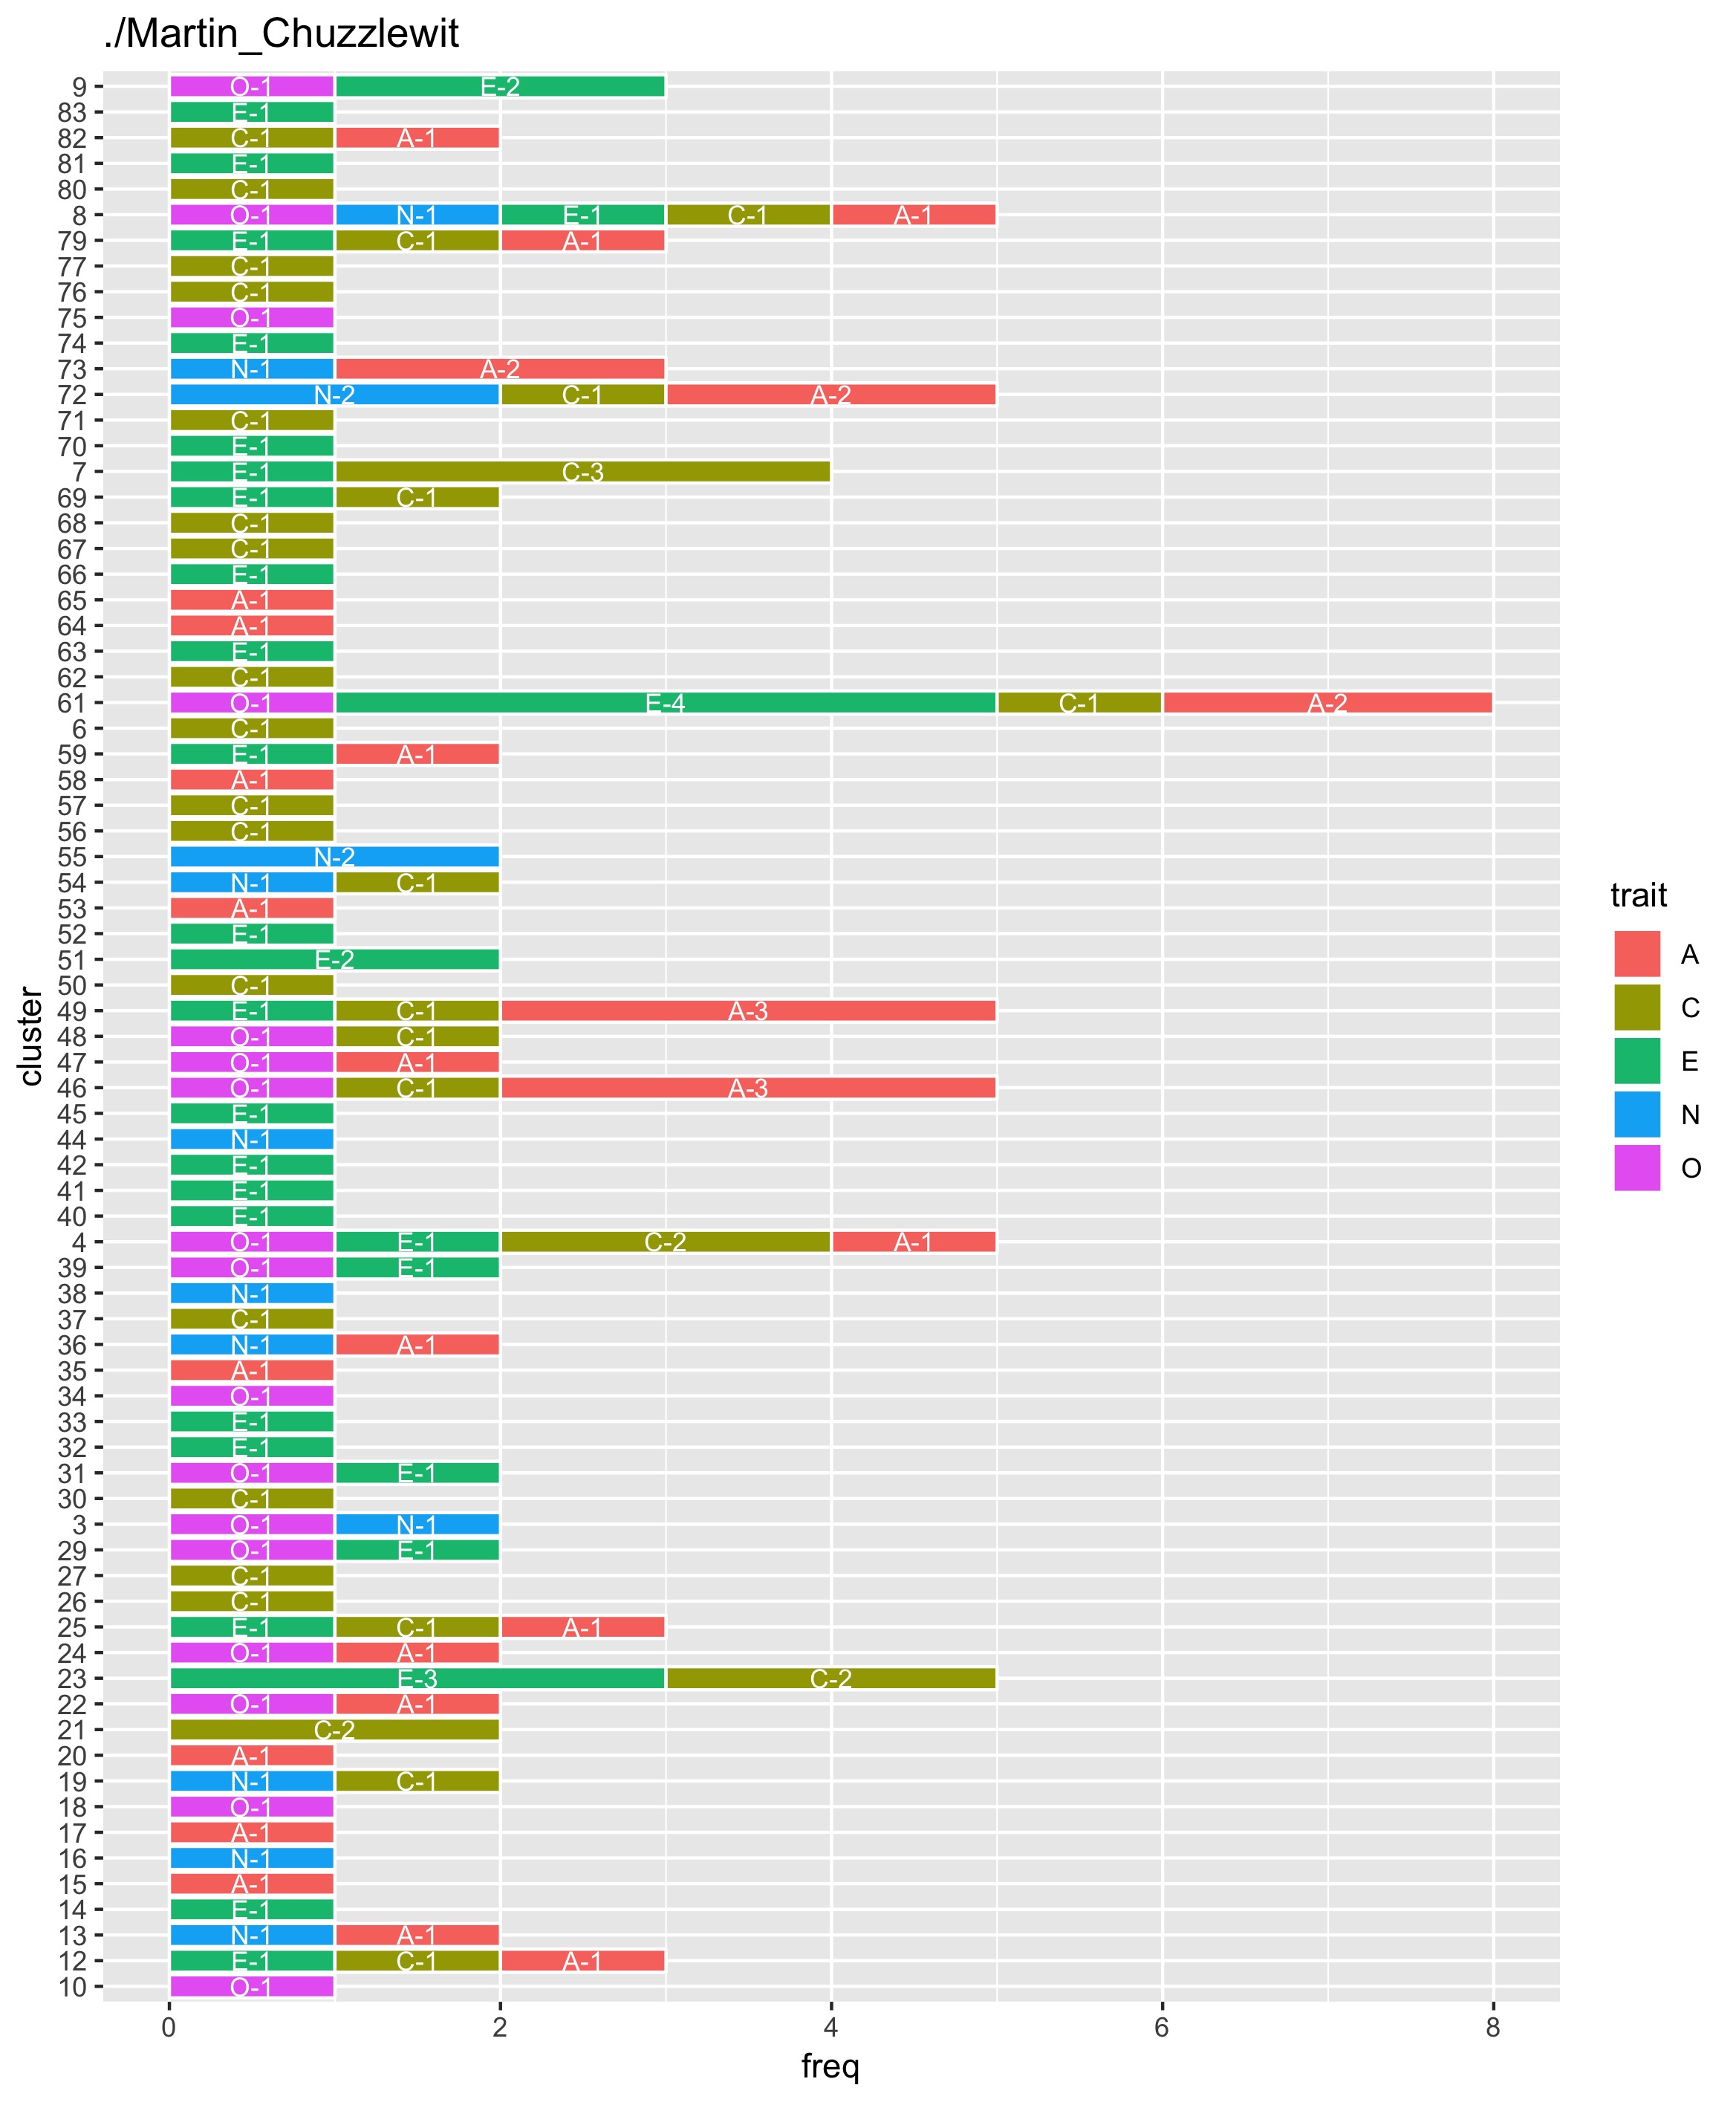 ./Martin_Chuzzlewit
9 O-1 E-2
83 E-1
82 C-1 A-1
81 E-1
80 C-1
8 O-1 N-1 E-1 C-1 A-1
79 E-1 C-1 A-1
77 C-1
76 C-1
75 O-1
74 E-1
73 N-1 A-2
72 N-2 C-1 A-2
71 C-1
70 E-1
7 E-1 C-3
69 E-1 C-1
68 C-1
67 C-1
66 E-1
65 A-1
64 A-1
63 E-1
62 C-1
61 O-1 E-4 C-1 A-2
6 C-1
59 E-1 A-1
58 A-1
57 C-1
56 C-1
55 N-2
54 N-1 C-1
53 A-1
52 E-1
51 E-2
50 C-1
49 E-1 C-1 A-3
48 O-1 C-1
47 O-1 A-1
46 O-1 C-1 A-3
45 E-1
44 N-1
42 E-1
41 E-1
40 E-1
4 O-1 E-1 C-2 A-1
39 O-1 E-1
38 N-1
37 C-1
36 N-1 A-1
35 A-1
34 O-1
33 E-1
32 E-1
31 O-1 E-1
30 C-1
3 O-1 N-1
29 O-1 E-1
27 C-1
26 C-1
25 E-1 C-1 A-1
24 O-1 A-1
23 E-3 C-2
22 O-1 A-1
21 C-2
20 A-1
19 N-1 C-1
18 O-1
17 A-1
16 N-1
15 A-1
14 E-1
13 N-1 A-1
12 E-1 C-1 A-1
10 O-1
0 2 4 6 8
freq
cluster
trait
A
C
E
N
O